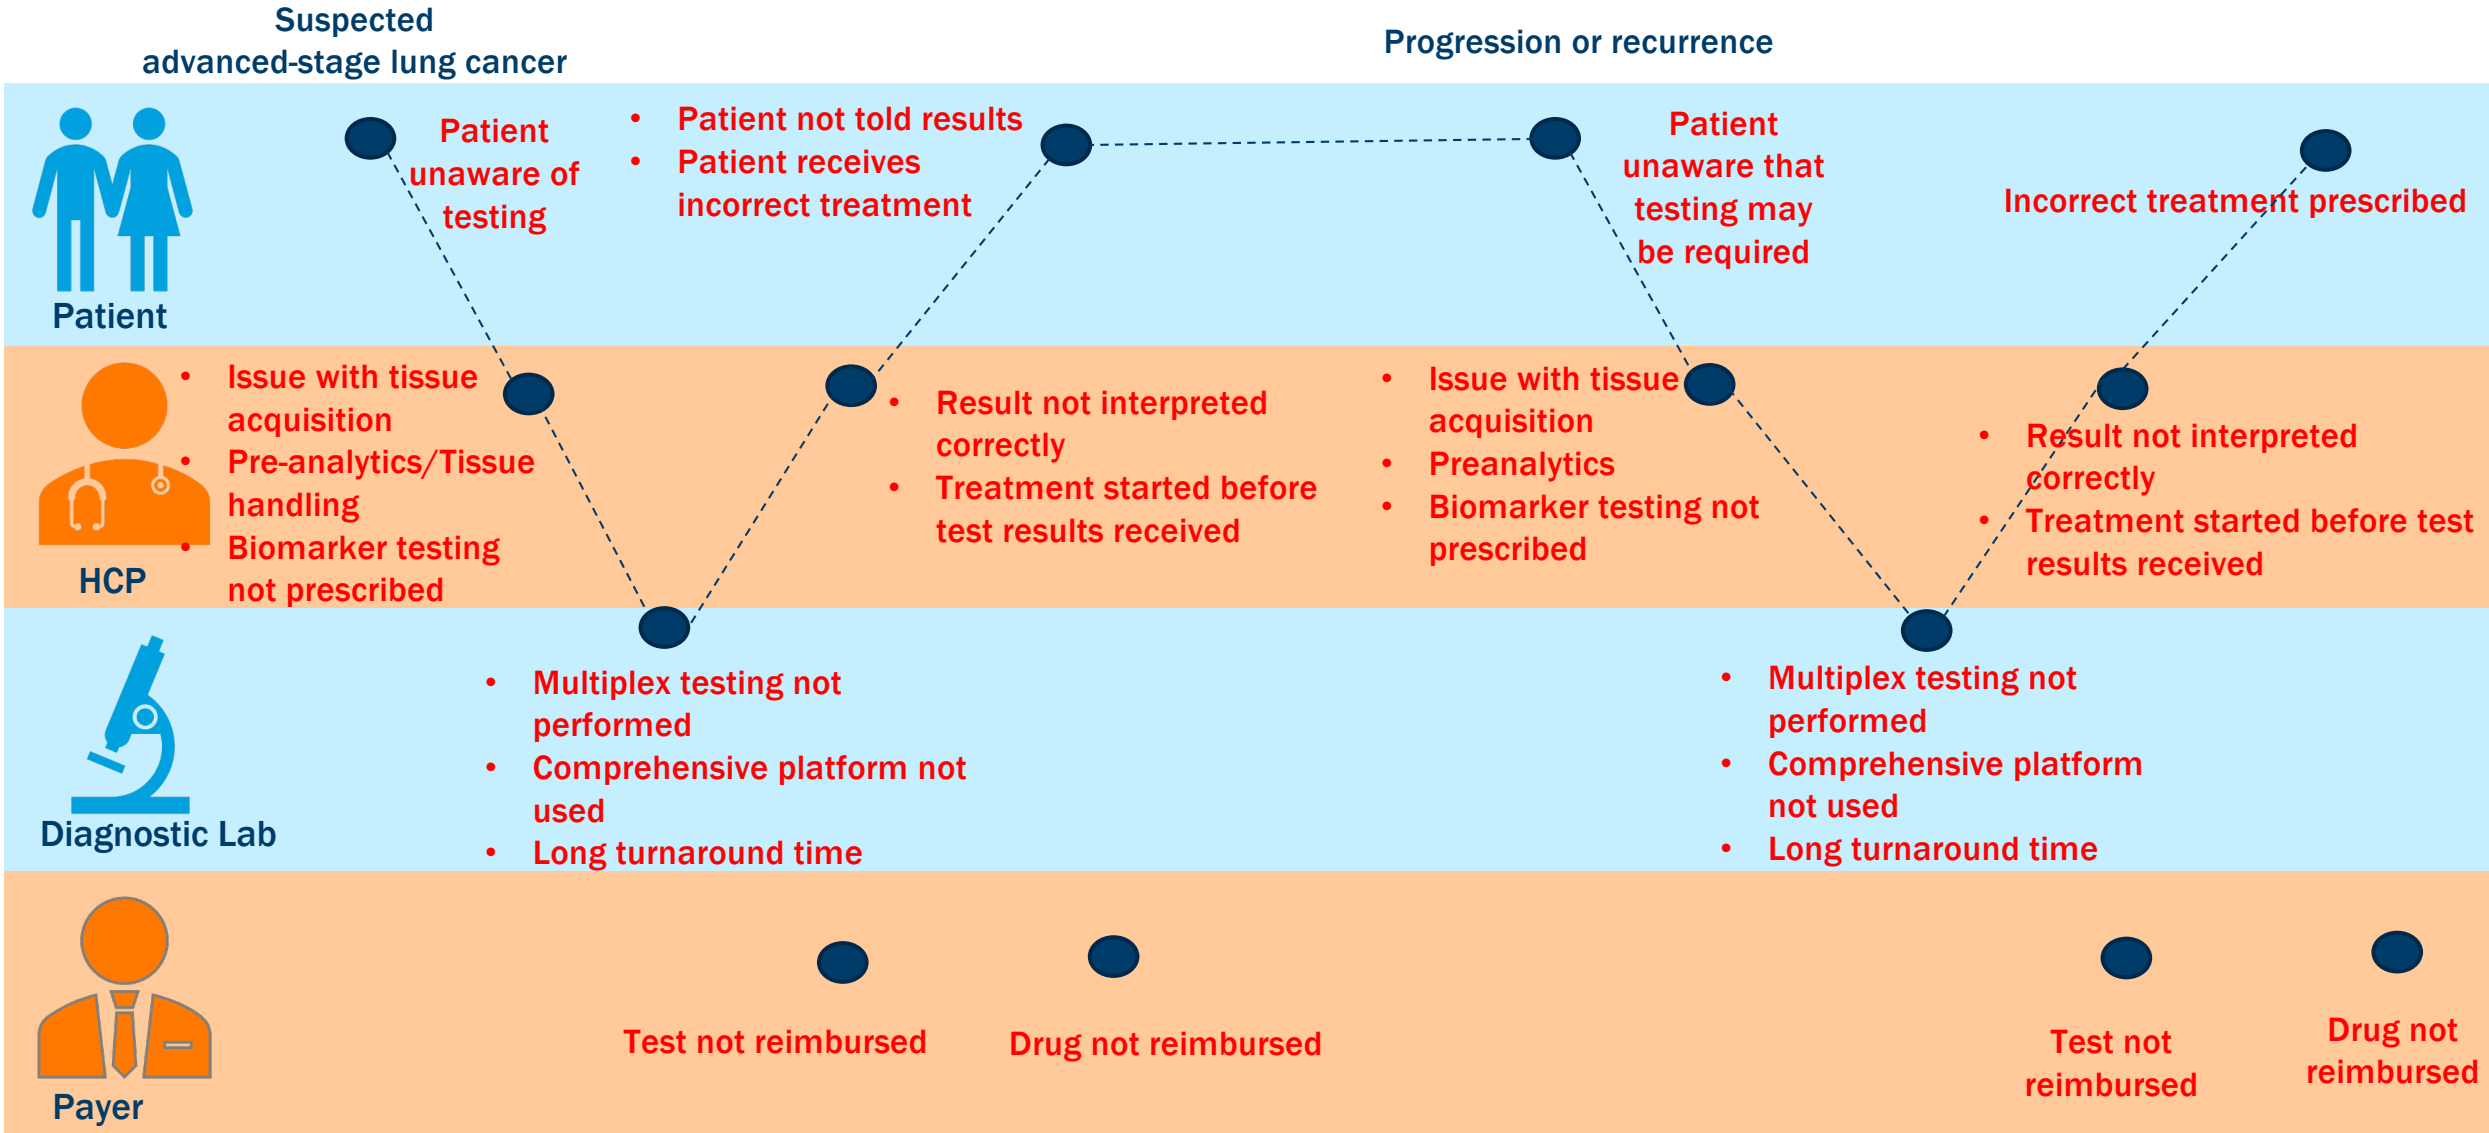 Suspected
advanced-stage lung cancer
Progression or recurrence
Patient
unaware of
testing
• Patient not told results
• Patient receives
incorrect treatment
Patient
unaware that
testing may
be required
Incorrect treatment prescribed
Patient
• Issue with tissue
acquisition
• Pre-analytics/Tissue
handling
• Biomarker testing
not prescribed
• Result not interpreted
correctly
• Treatment started before
test results received
• Issue with tissue
acquisition
• Preanalytics
• Biomarker testing not
prescribed
• Result not interpreted
correctly
• Treatment started before test
results received
HCP
• Multiplex testing not
performed
• Comprehensive platform not
used
• Long turnaround time
• Multiplex testing not
performed
• Comprehensive platform
not used
• Long turnaround time
Diagnostic Lab
Test not reimbursed
Drug not reimbursed
Test not
reimbursed
Drug not
reimbursed
Payer